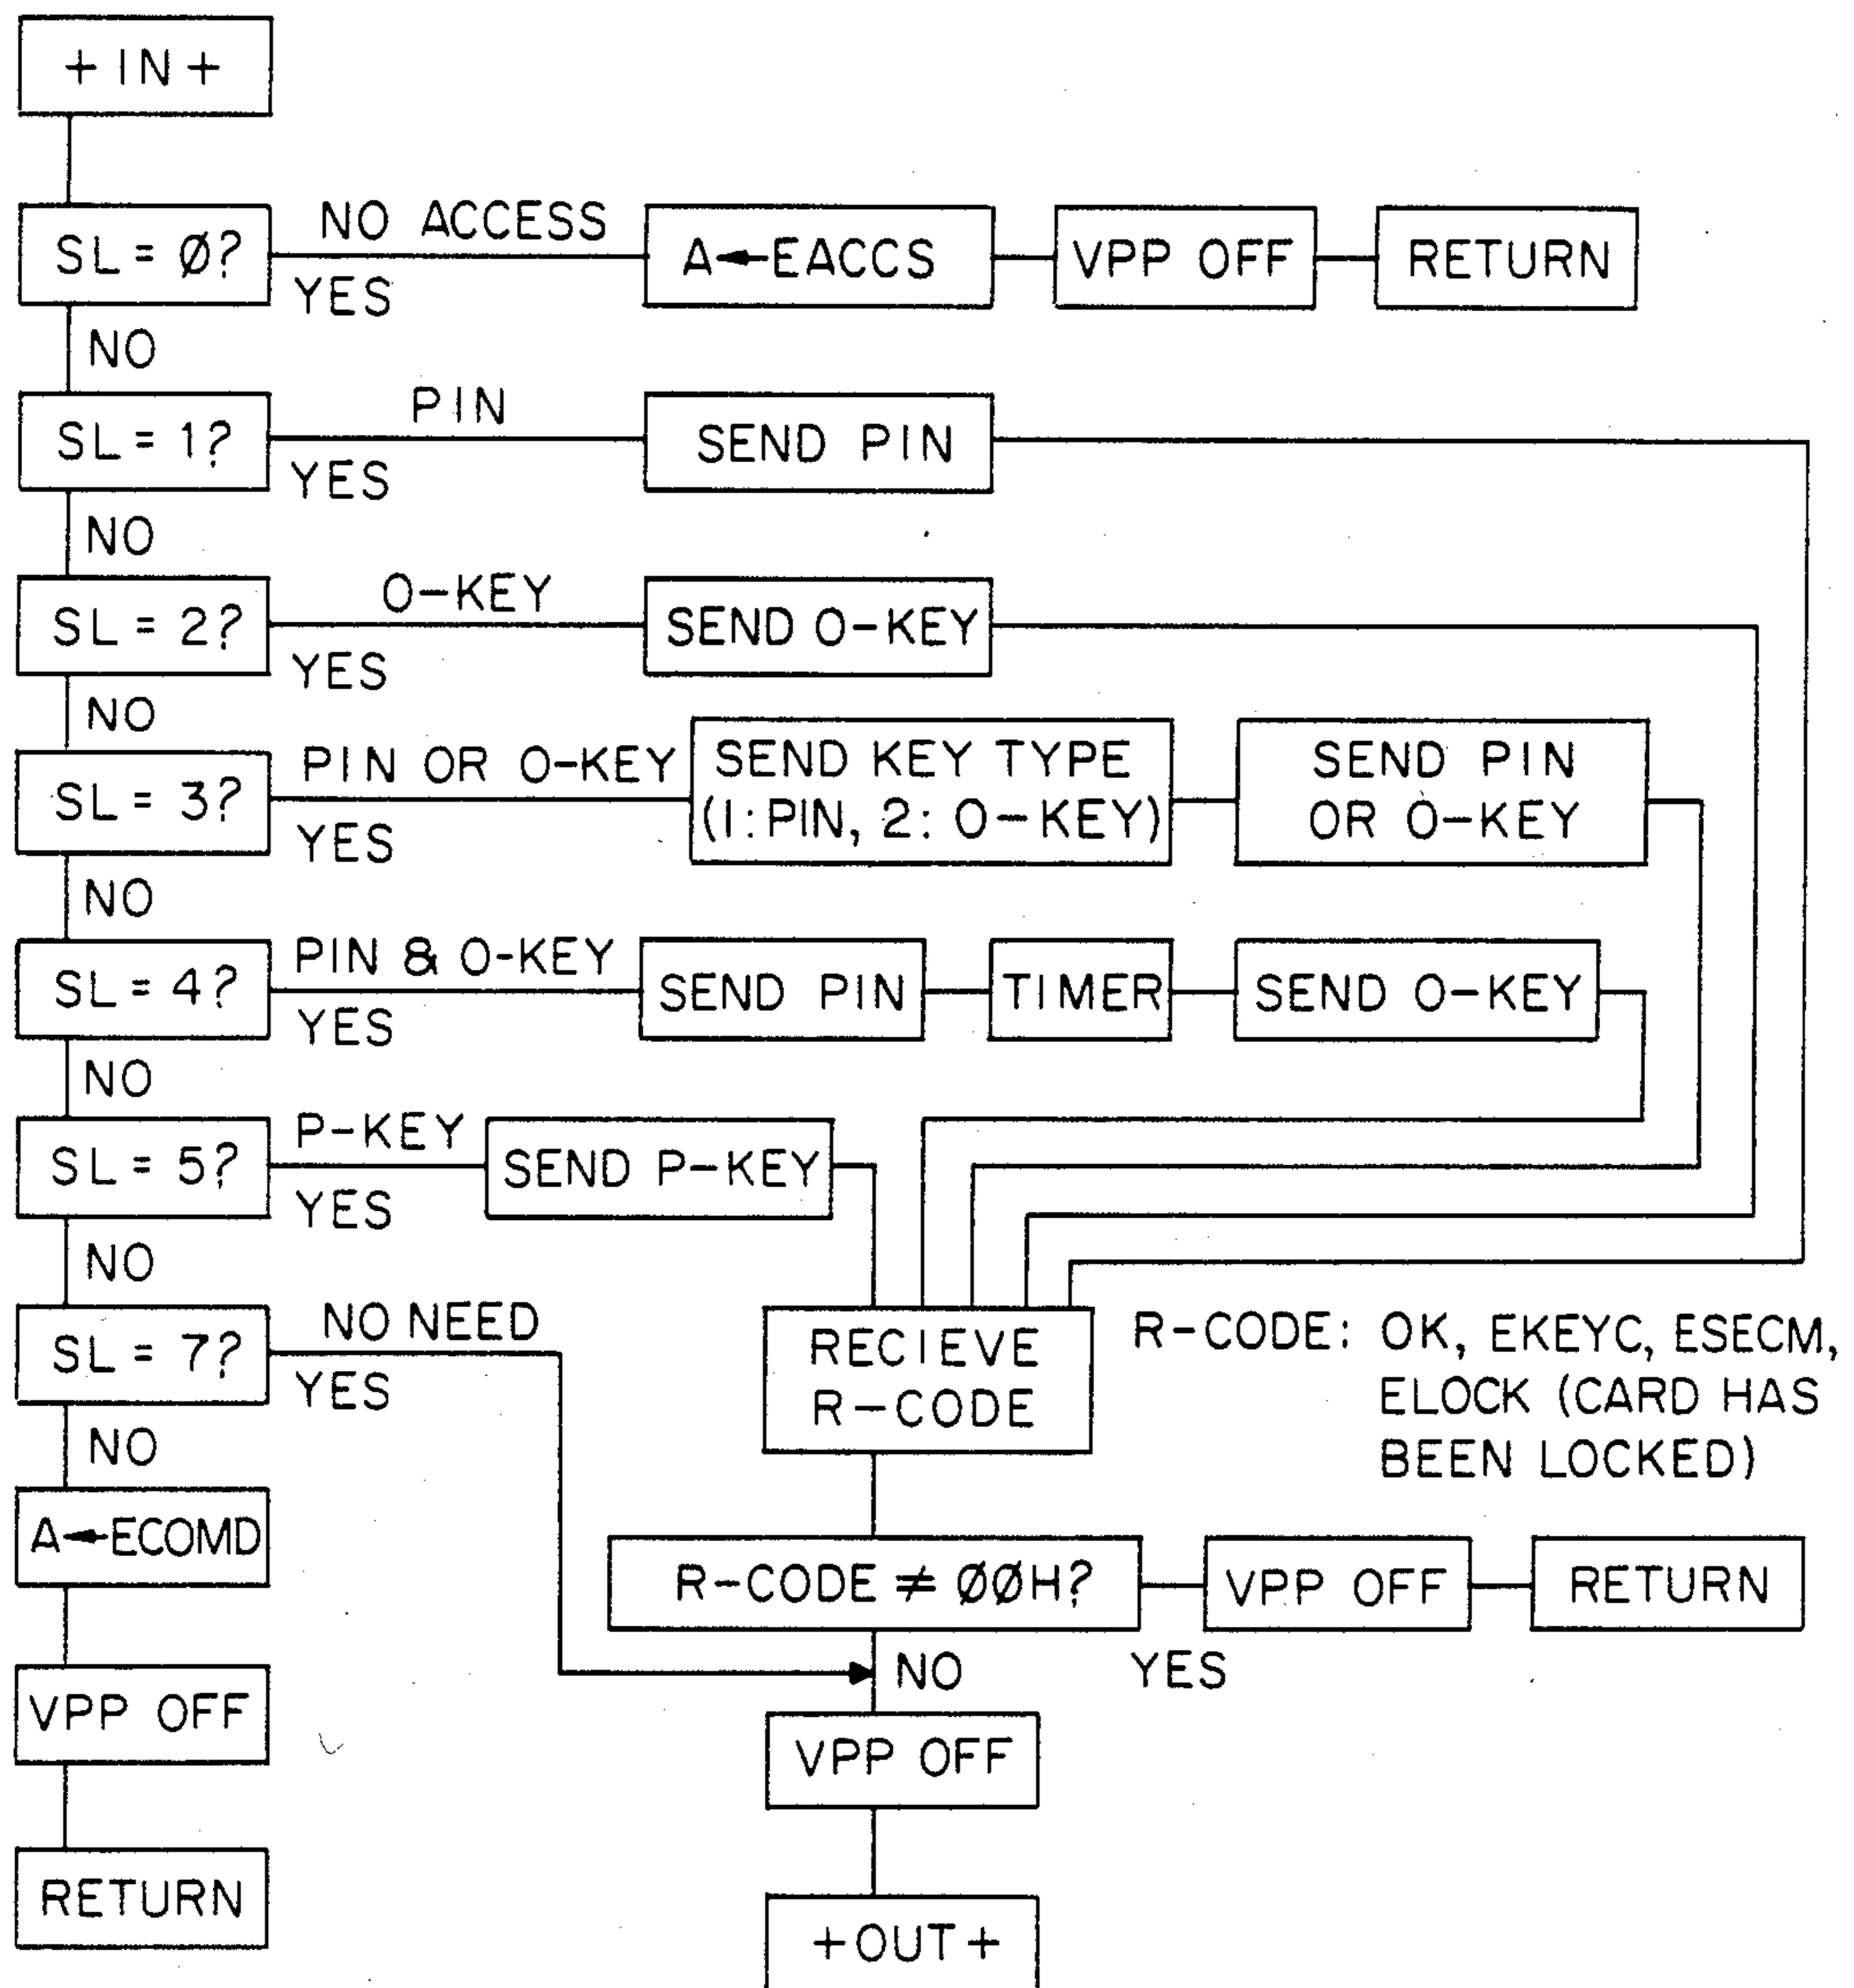 + IN +
SL = Ø?
NO ACCESS
YES
A←EACCS
VPP OFF
RETURN
NO
SL = 1?
PIN
YES
SEND PIN
NO
SL = 2?
O-KEY
YES
SEND O-KEY
NO
SL = 3?
PIN OR O-KEY
YES
SEND KEY TYPE
(1: PIN, 2: O-KEY)
SEND PIN
OR O-KEY
NO
SL = 4?
PIN & O-KEY
YES
SEND PIN
TIMER
SEND O-KEY
NO
SL = 5?
P-KEY
YES
SEND P-KEY
NO
SL = 7?
NO NEED
YES
RECIEVE
R-CODE
R-CODE: OK, EKEYC, ESECM,
ELOCK (CARD HAS
BEEN LOCKED)
NO
A←ECOMD
R-CODE ≠ ØØH?
VPP OFF
RETURN
NO
YES
VPP OFF
VPP OFF
RETURN
+OUT+